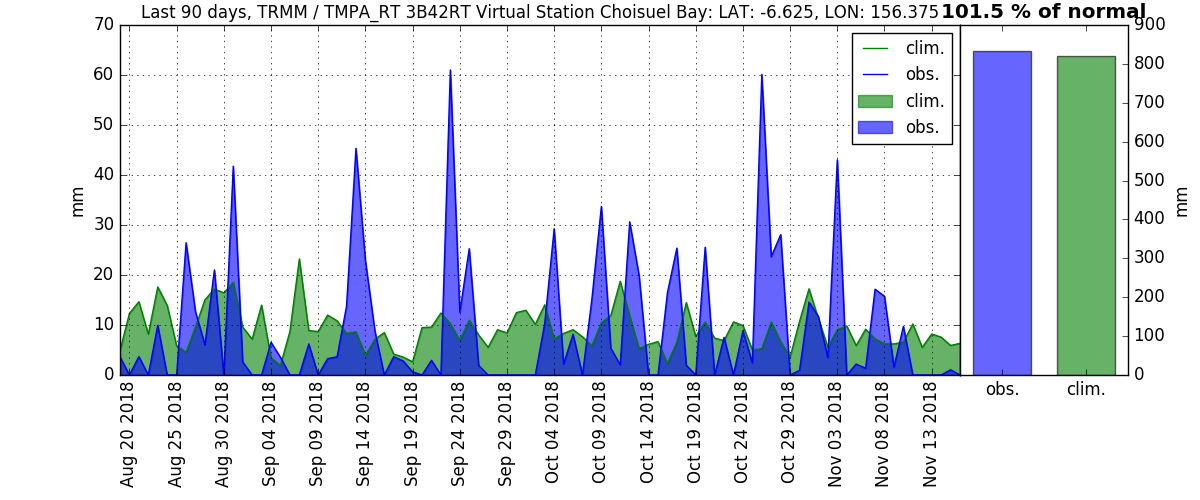 Last 90 days, TRMM / TMPA_RT 3B42RT Virtual Station Choisuel Bay: LAT: -6.625, LON: 156.375
101.5 % of normal
70
60
50
40
30
20
10
0
mm
clim.
obs.
clim.
obs.
Aug 20 2018
Aug 25 2018
Aug 30 2018
Sep 04 2018
Sep 09 2018
Sep 14 2018
Sep 19 2018
Sep 24 2018
Sep 29 2018
Oct 04 2018
Oct 09 2018
Oct 14 2018
Oct 19 2018
Oct 24 2018
Oct 29 2018
Nov 03 2018
Nov 08 2018
Nov 13 2018
900
800
700
600
500
400
300
200
100
0
mm
obs.
clim.